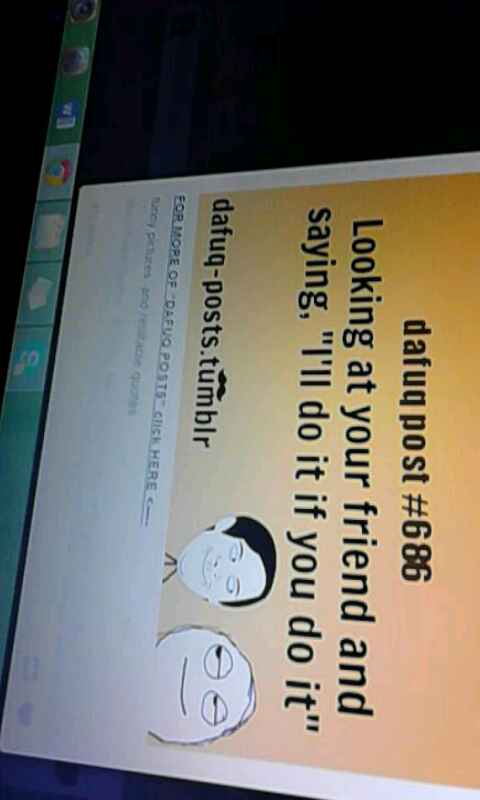 dafuq post #686
Looking at your friend and
saying, "I'll do it if you do it"
dafuq-posts.tumblr
FOR MORE OF "DAFUQ POSTS" click HERE <—
funny pictures and relatable quotes